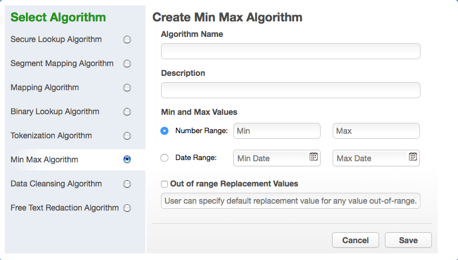 Select Algorithm
Secure Lookup Algorithm
Segment Mapping Algorithm
Mapping Algorithm
Binary Lookup Algorithm
Tokenization Algorithm
Min Max Algorithm
Data Cleansing Algorithm
Free Text Redaction Algorithm
Create Min Max Algorithm
Algorithm Name
Description
Min and Max Values
Number Range: Min Max
Date Range: Min Date Max Date
Out of range Replacement Values
User can specify default replacement value for any value out-of-range.
Cancel Save